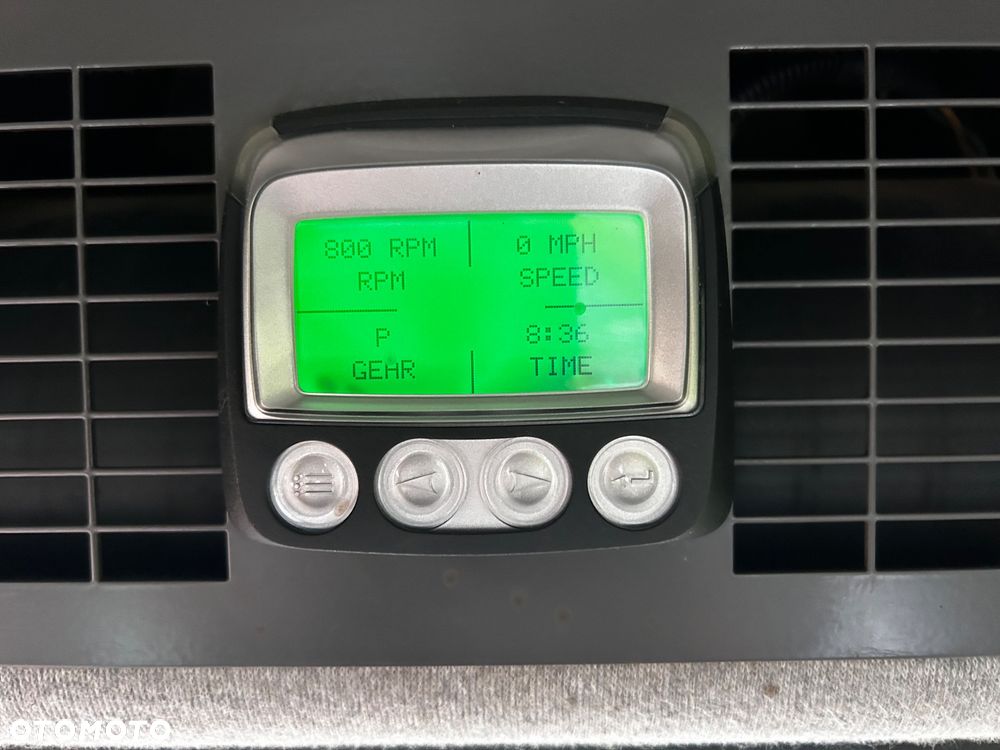 800 RPM
RPM
0 MPH
SPEED
P
GEAR
8:36
TIME
OTOMOTO